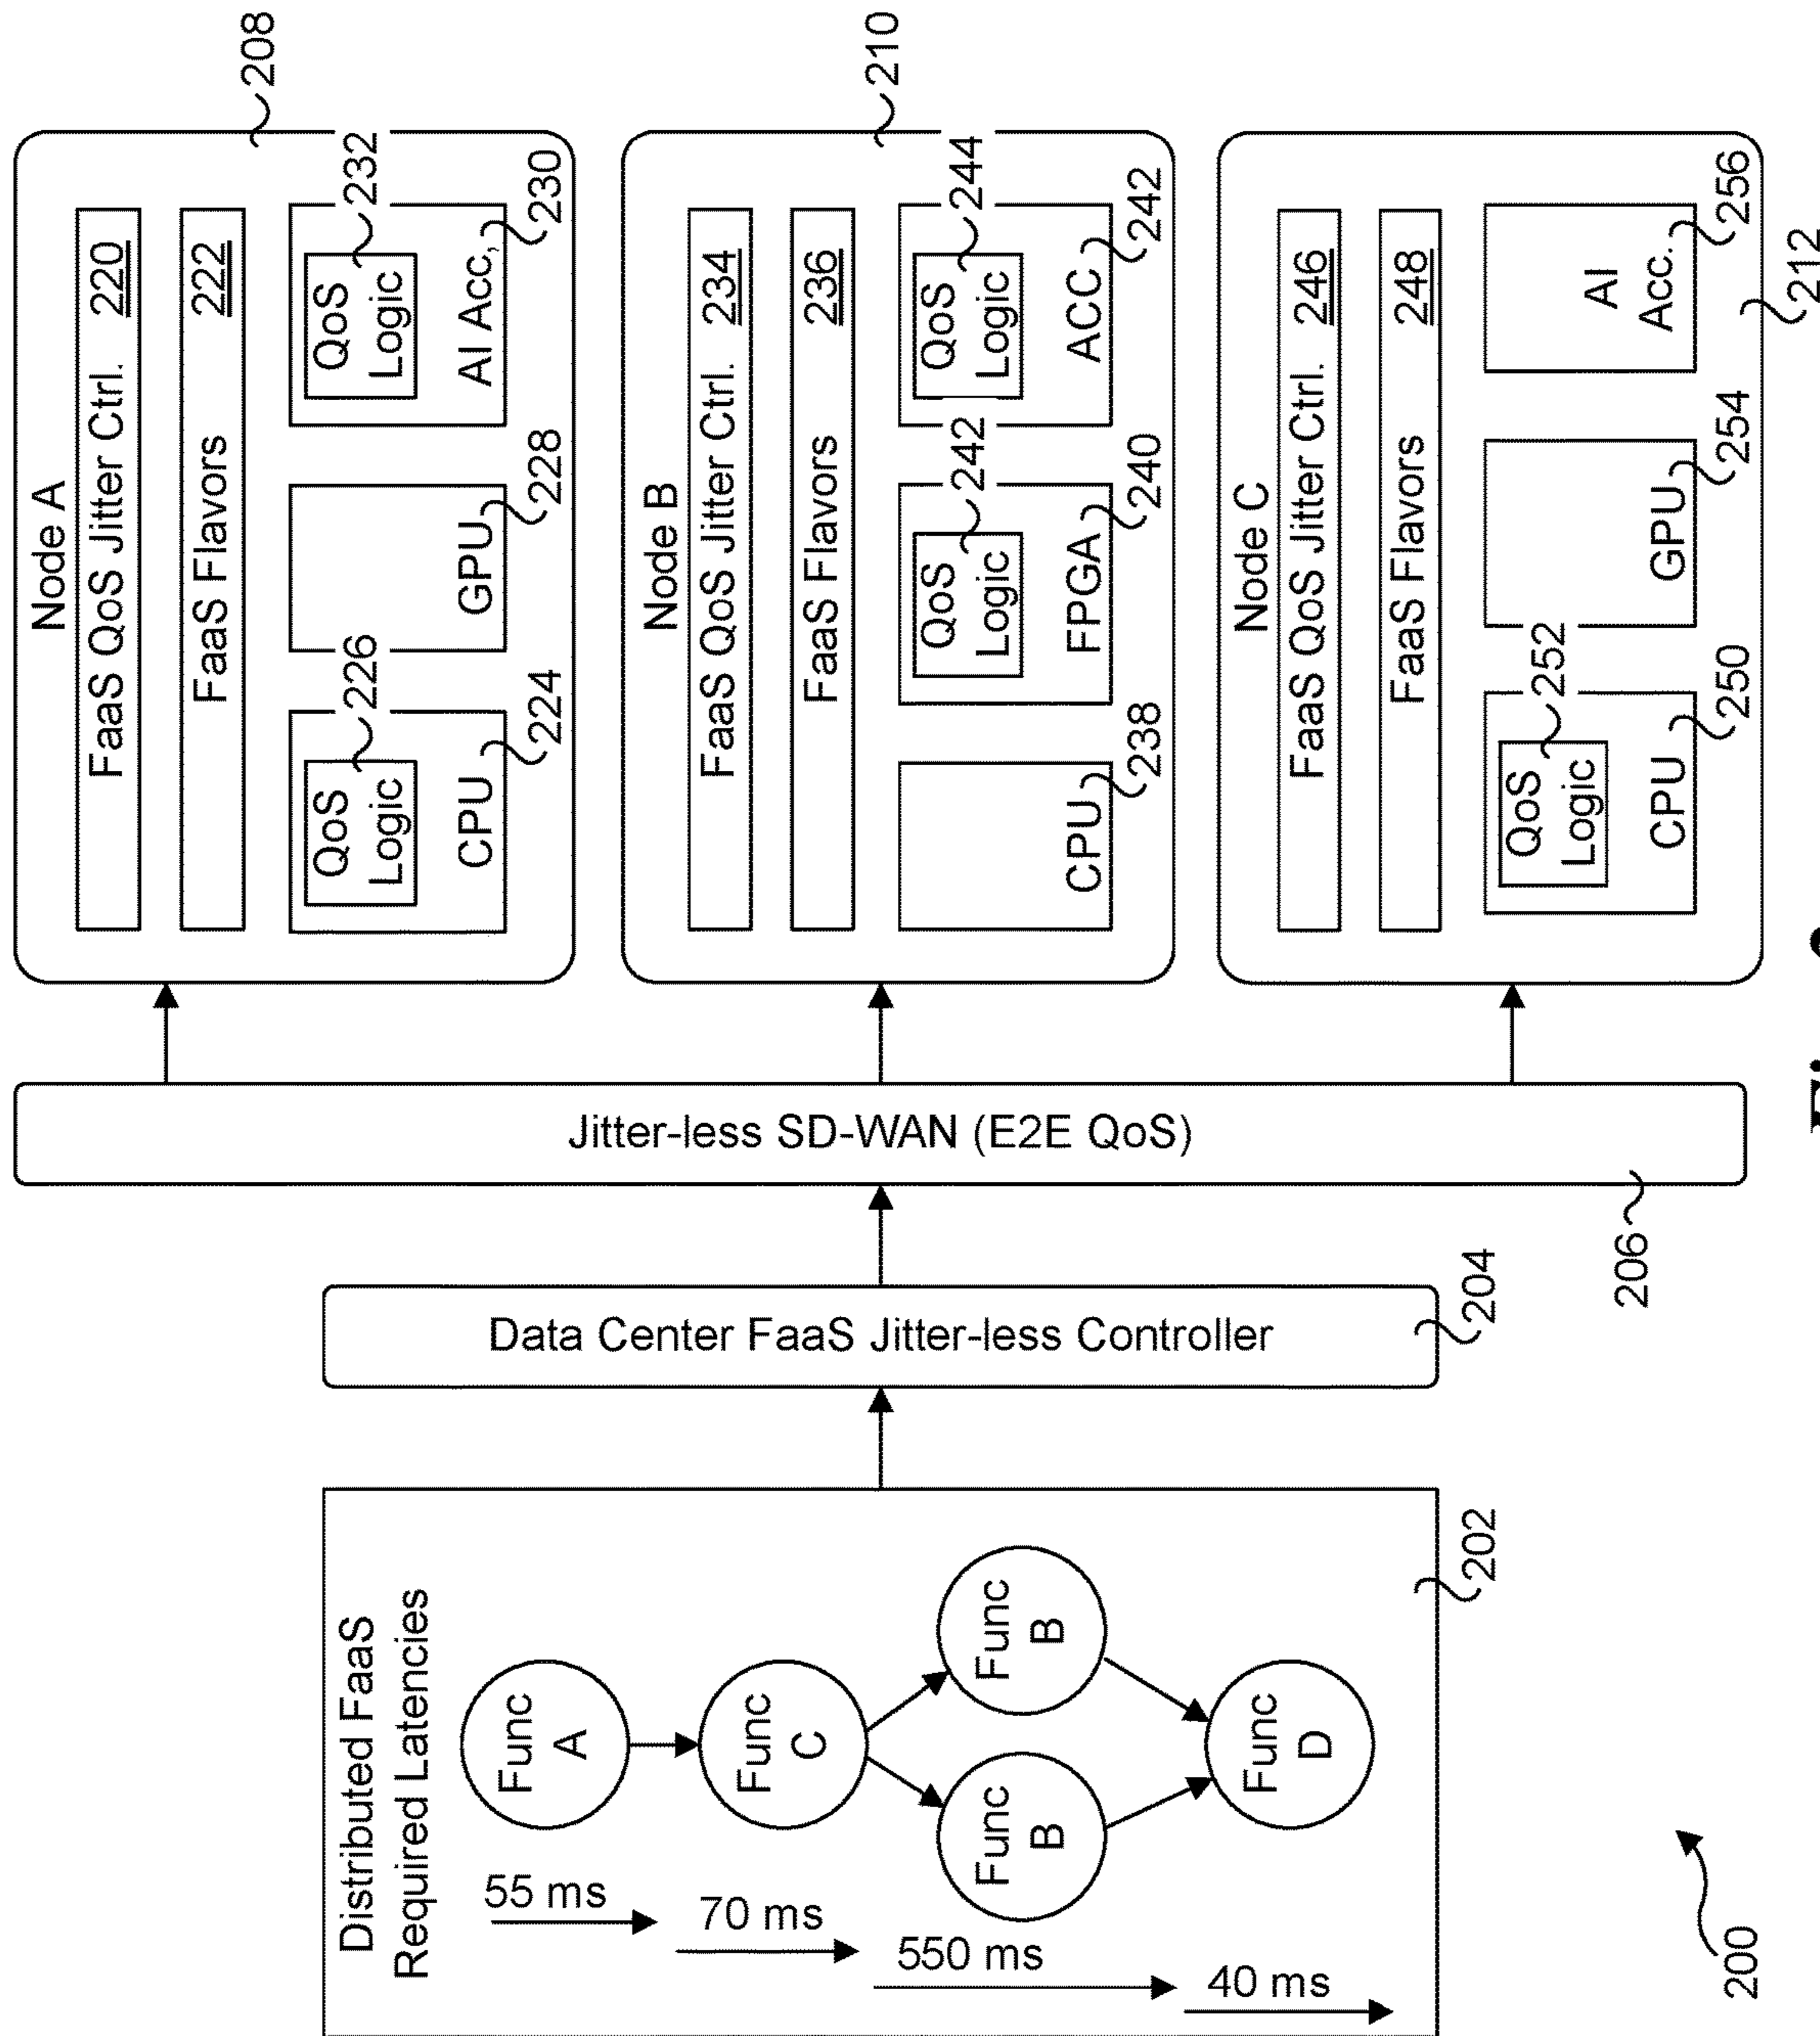 Distributed FaaS
Required Latencies
55 ms
70 ms
550 ms
40 ms
Func
A
Func
C
Func
B
Func
B
Func
D
202
Data Center FaaS Jitter-less Controller
204
Jitter-less SD-WAN (E2E QoS)
206
Node A
FaaS QoS Jitter Ctrl. 220
FaaS Flavors 222
QoS
Logic
226
CPU
224
GPU
228
QoS
Logic
232
AI Acc,
230
208
Node B
FaaS QoS Jitter Ctrl. 234
FaaS Flavors 236
CPU
238
QoS
Logic
242
FPGA
240
QoS
Logic
244
ACC
242
210
Node C
FaaS QoS Jitter Ctrl. 246
FaaS Flavors 248
QoS
Logic
252
CPU
250
GPU
254
AI
Acc.
256
212
200